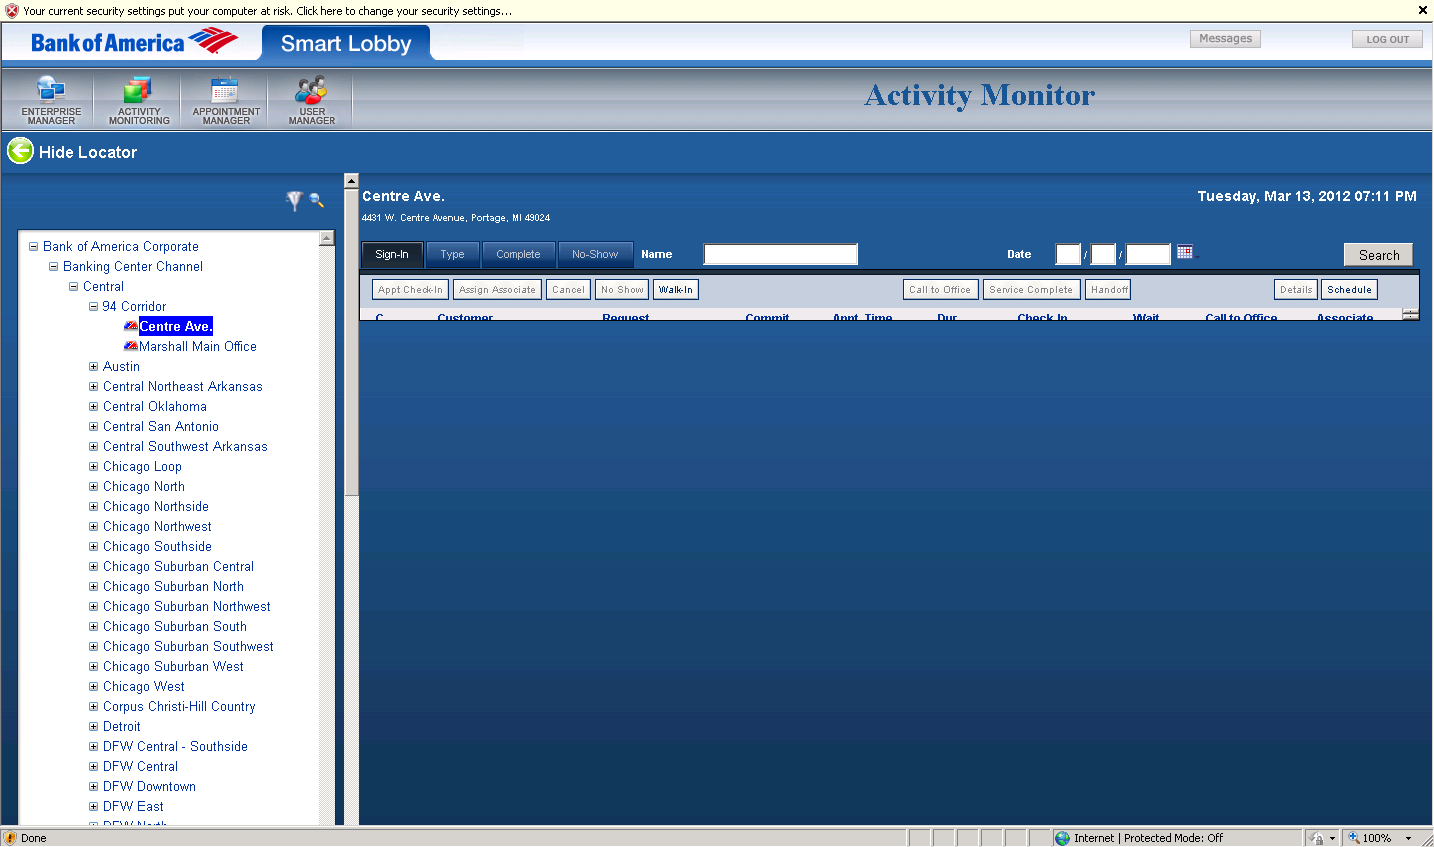 Your current security settings put your computer at risk. Click here to change your security settings...
Bank of America Smart Lobby Messages LOG OUT
ENTERPRISE MANAGER
ACTIVITY MONITORING
APPOINTMENT MANAGER
USER MANAGER
Activity Monitor
Hide Locator
Bank of America Corporate
Banking Center Channel
Central
94 Corridor
Centre Ave.
Marshall Main Office
Austin
Central Northeast Arkansas
Central Oklahoma
Central San Antonio
Central Southwest Arkansas
Chicago Loop
Chicago North
Chicago Northside
Chicago Northwest
Chicago Southside
Chicago Suburban Central
Chicago Suburban North
Chicago Suburban Northwest
Chicago Suburban South
Chicago Suburban Southwest
Chicago Suburban West
Chicago West
Corpus Christi-Hill Country
Detroit
DFW Central - Southside
DFW Central
DFW Downtown
DFW East
DFW North
Centre Ave. Tuesday, Mar 13, 2012 07:11 PM
4431 W. Centre Avenue, Portage, MI 49024
Sign-In Type Complete No-Show Name Date / / Search
Appt Check-In Assign Associate Cancel No Show Walk-In Call to Office Service Complete Handoff Details Schedule
C Customer Request Commit Appt. Time Dur Check In Wait Call to Office Associate
Done Internet | Protected Mode: Off 100%